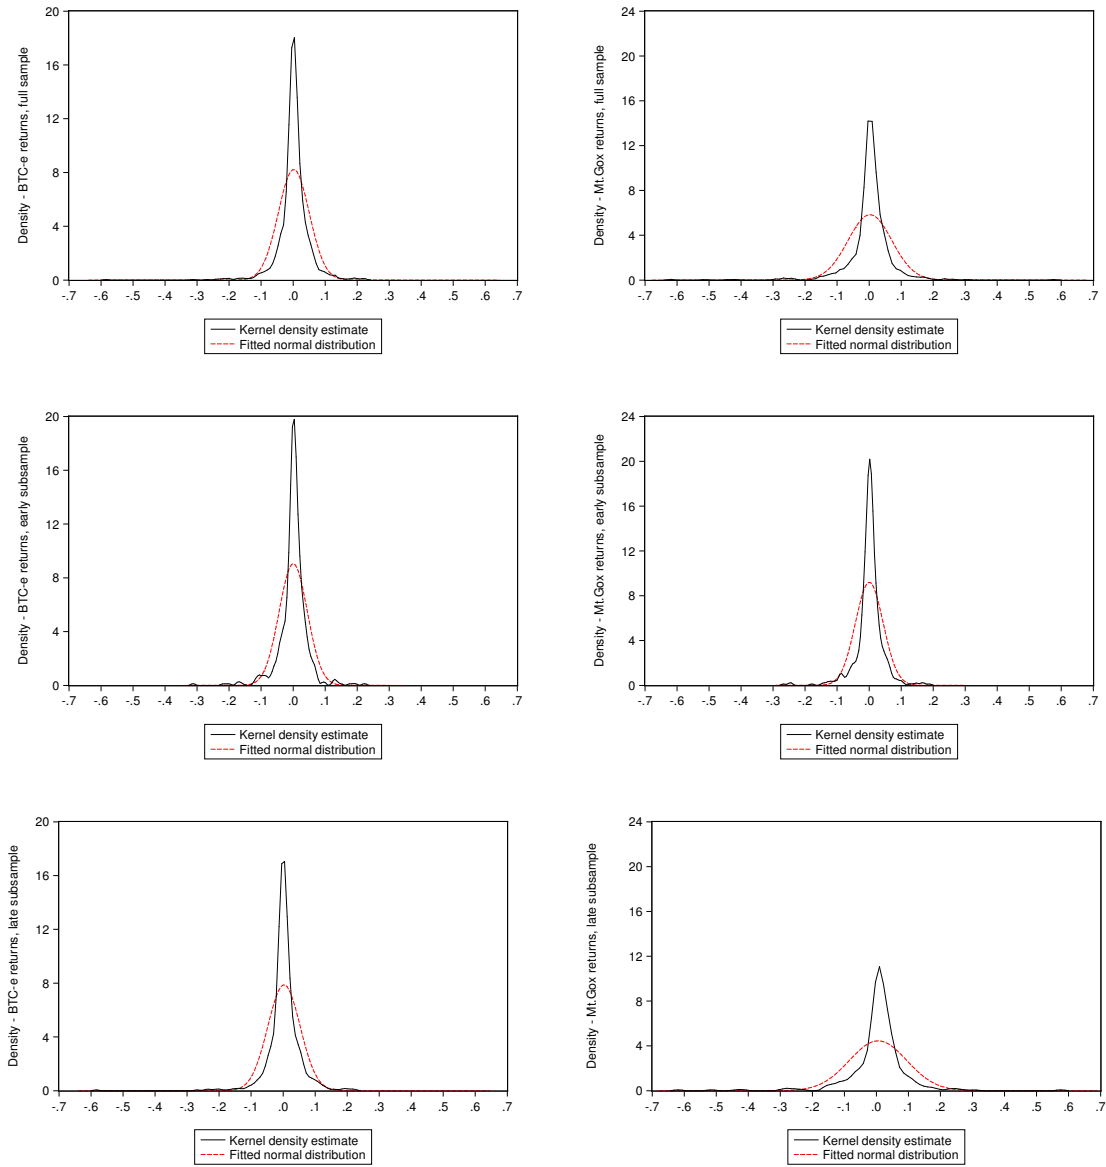 Density - BTC-e returns, full sample
20
16
12
8
4
0
-.7 -.6 -.5 -.4 -.3 -.2 -.1 .0 .1 .2 .3 .4 .5 .6 .7
Kernel density estimate
Fitted normal distribution
Density - Mt.Gox returns, full sample
24
20
16
12
8
4
0
-.7 -.6 -.5 -.4 -.3 -.2 -.1 .0 .1 .2 .3 .4 .5 .6 .7
Kernel density estimate
Fitted normal distribution
Density - BTC-e returns, early subsample
20
16
12
8
4
0
-.7 -.6 -.5 -.4 -.3 -.2 -.1 .0 .1 .2 .3 .4 .5 .6 .7
Kernel density estimate
Fitted normal distribution
Density - Mt.Gox returns, early subsample
24
20
16
12
8
4
0
-.7 -.6 -.5 -.4 -.3 -.2 -.1 .0 .1 .2 .3 .4 .5 .6 .7
Kernel density estimate
Fitted normal distribution
Density - BTC-e returns, late subsample
20
16
12
8
4
0
-.7 -.6 -.5 -.4 -.3 -.2 -.1 .0 .1 .2 .3 .4 .5 .6 .7
Kernel density estimate
Fitted normal distribution
Density - Mt.Gox returns, late subsample
24
20
16
12
8
4
0
-.7 -.6 -.5 -.4 -.3 -.2 -.1 .0 .1 .2 .3 .4 .5 .6 .7
Kernel density estimate
Fitted normal distribution